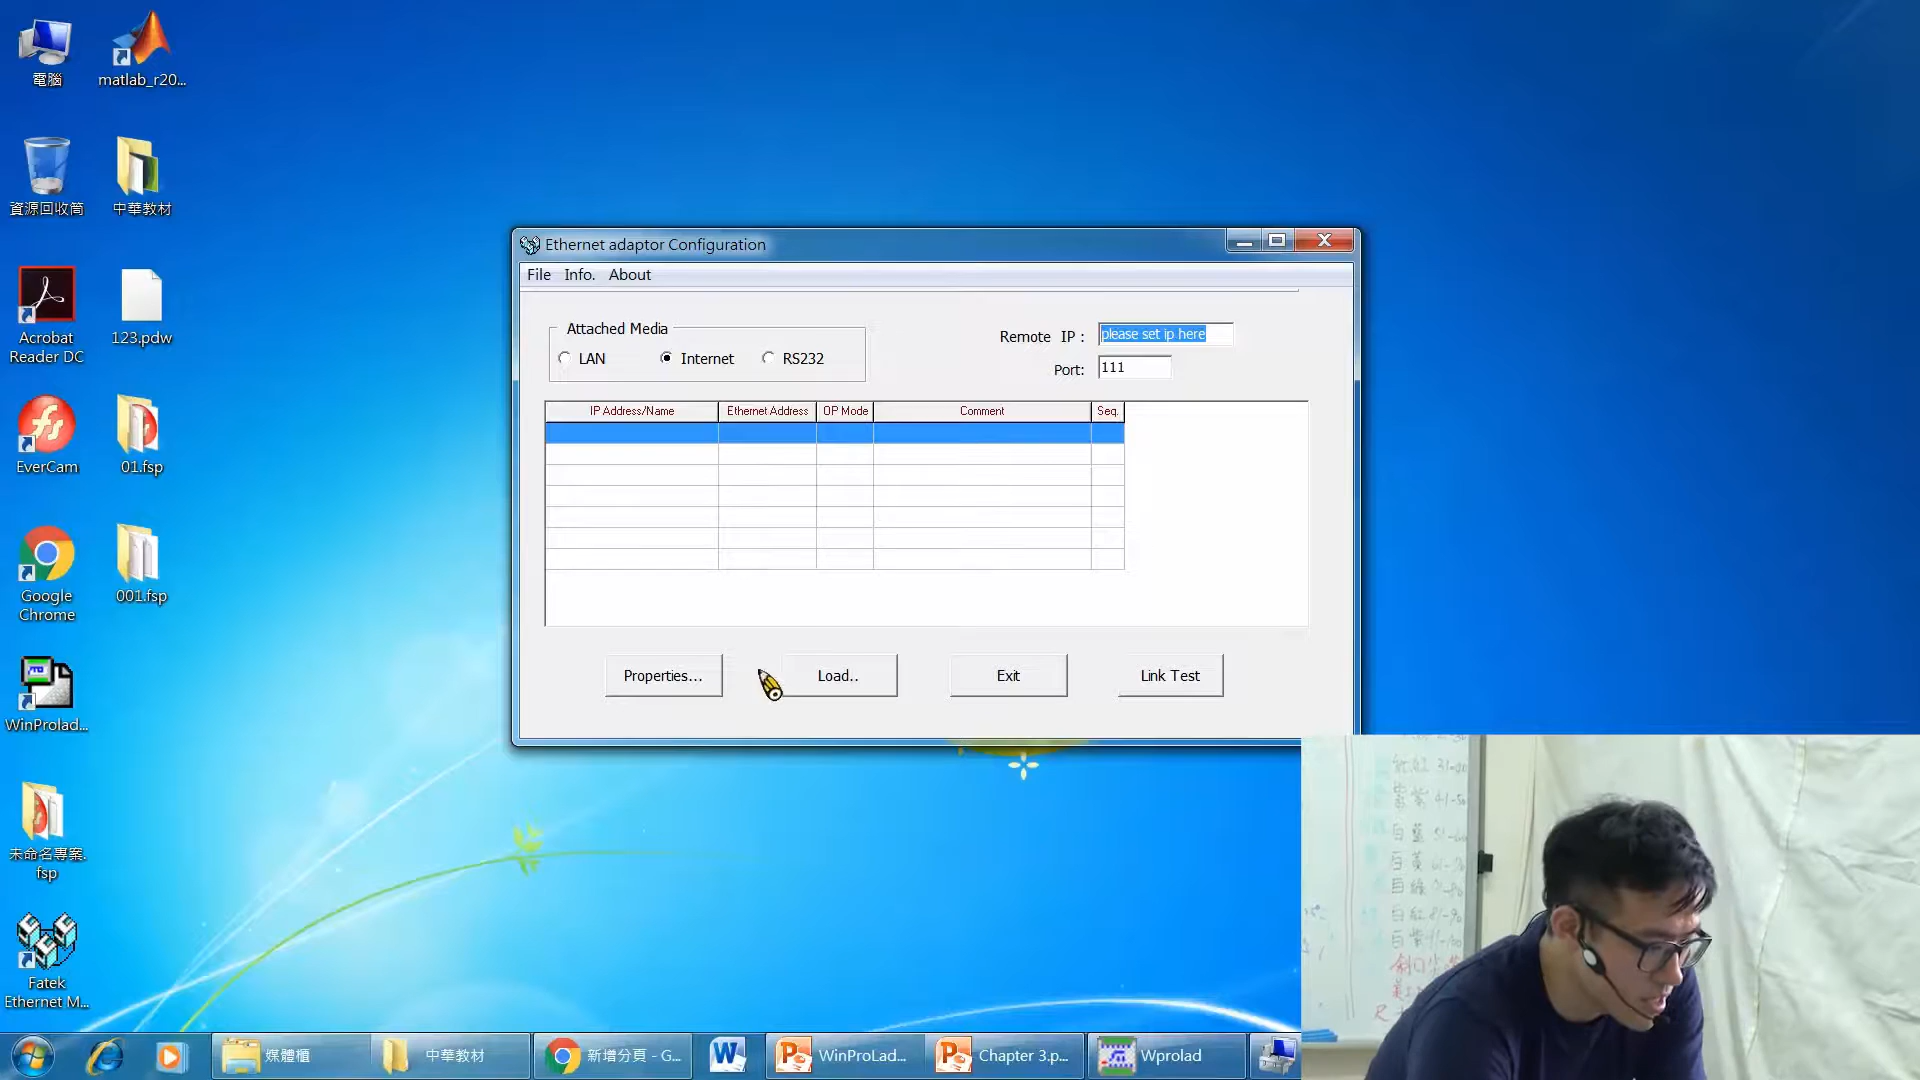 電腦
matlab_r20...
資源回收筒
中華教材
Acrobat
Reader DC
123.pdw
EverCam
01.fsp
Google
Chrome
001.fsp
WinProlad...
未命名專案.
fsp
Fatek
Ethernet M...
Ethernet adaptor Configuration
File Info. About
Attached Media
LAN Internet RS232
Remote IP :
please set ip here
Port:
111
IP Address/Name Ethernet Address OP Mode Comment Seq.
Properties...
Load..
Exit
Link Test
媒體櫃
中華教材
新增分頁 - G...
WinProLad...
Chapter 3.p...
Wprolad